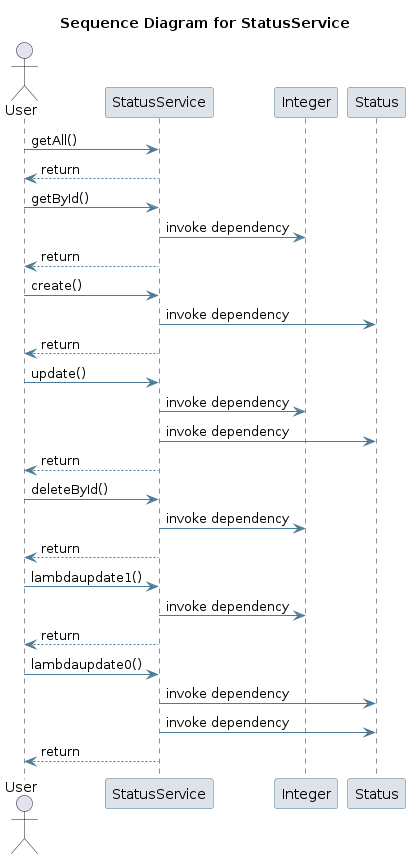 Sequence Diagram for StatusService
User
StatusService
Integer
Status
getAll()
return
getById()
invoke dependency
return
create()
invoke dependency
return
update()
invoke dependency
invoke dependency
return
deleteById()
invoke dependency
return
lambdaupdate1()
invoke dependency
return
lambdaupdate0()
invoke dependency
invoke dependency
return
User
StatusService
Integer
Status